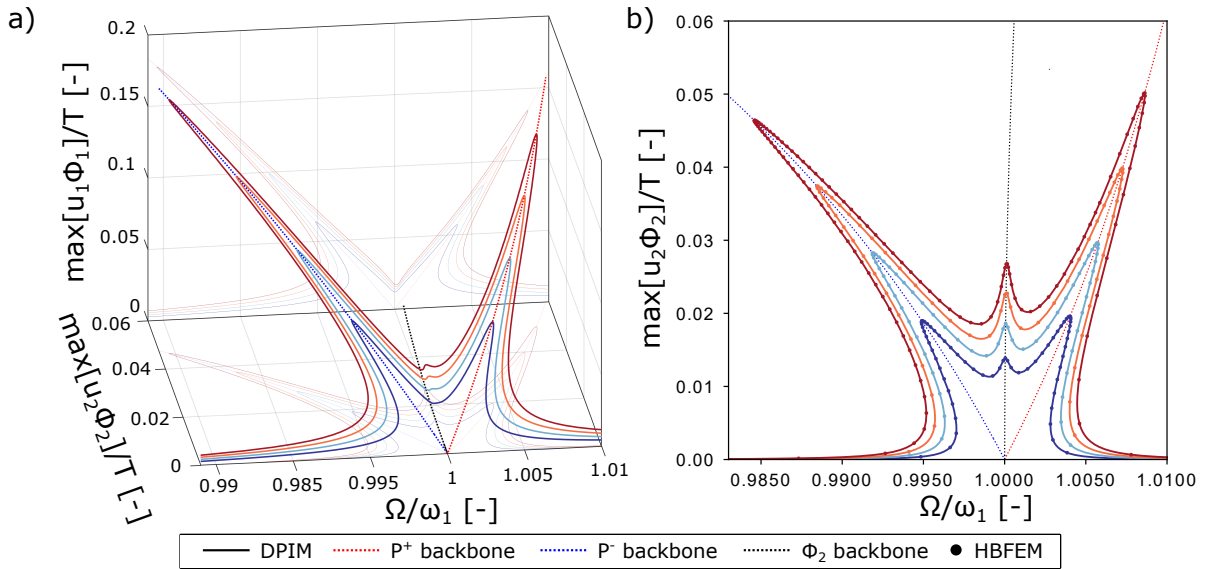 a)
0.2
0.15
0.1
0.05
0
max[u₁Φ₁]/T [-]
0.06
0.04
0.02
0
max[u₂Φ₂]/T [-]
0.99
0.985
0.995
1
1.005
1.01
Ω/ω₁ [-]
b)
0.06
0.05
0.04
0.03
0.02
0.01
0.00
max[u₂Φ₂]/T [-]
0.9850 0.9900 0.9950 1.0000 1.0050 1.0100
Ω/ω₁ [-]
DPIM P⁺ backbone P⁻ backbone Φ₂ backbone HBFEM